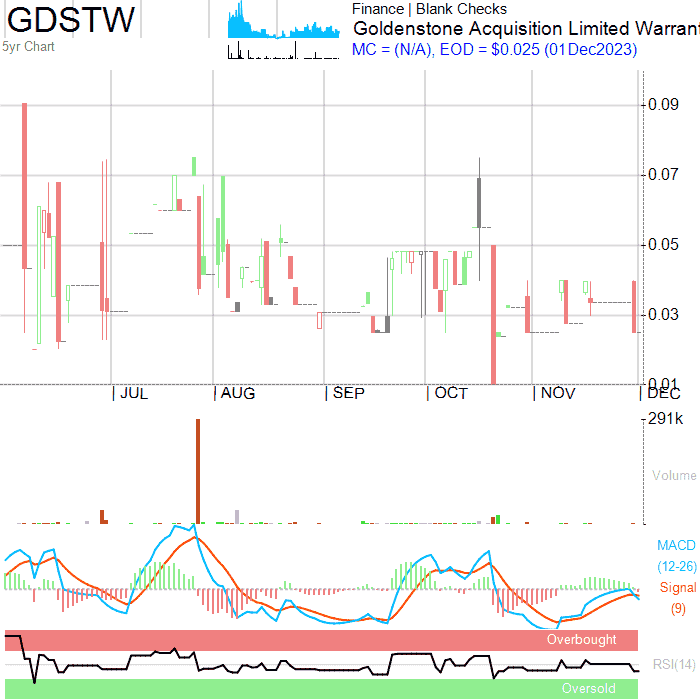 GDSTW
5yr Chart
Finance | Blank Checks
Goldenstone Acquisition Limited Warrant
MC = (N/A), EOD = $0.025 (01Dec2023)
0.09
0.07
0.05
0.03
0.01
| JUL | AUG | SEP | OCT | NOV | DEC
291k
Volume
MACD
(12-26)
Signal
(9)
Overbought
RSI(14)
Oversold